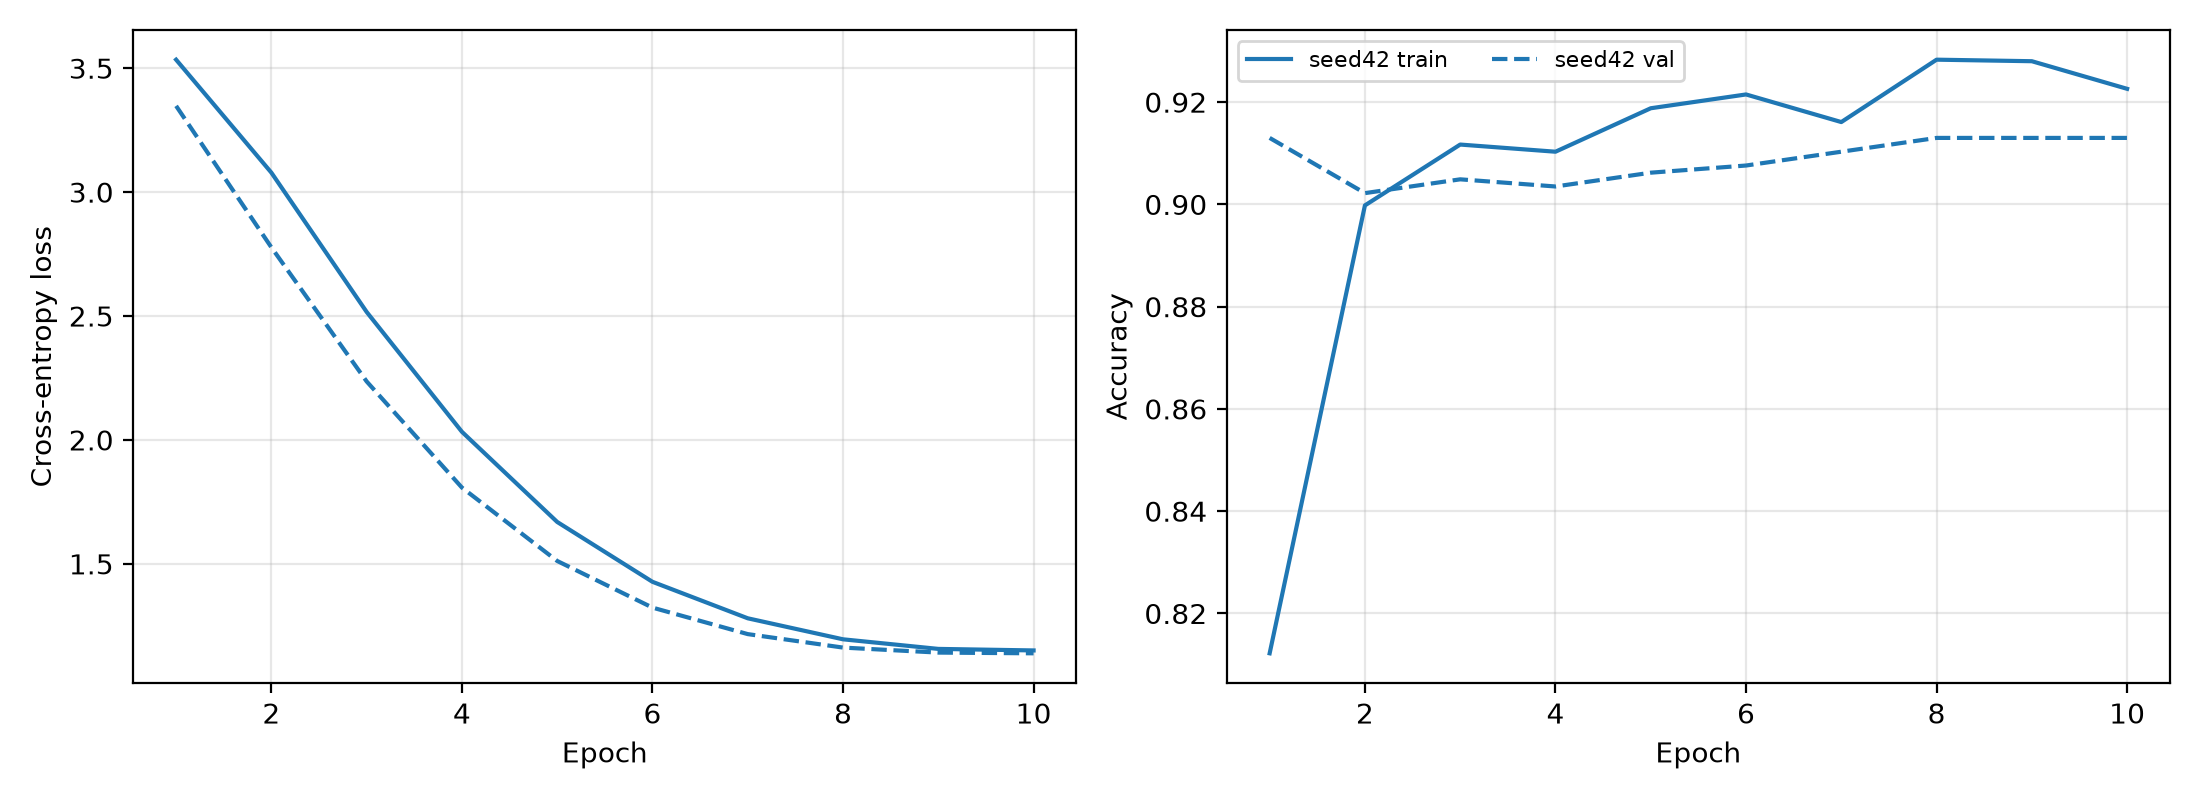 3.5
3.0
2.5
2.0
1.5
2 4 6 8 10
Epoch
Cross-entropy loss
seed42 train seed42 val
0.92
0.90
0.88
0.86
0.84
0.82
2 4 6 8 10
Epoch
Accuracy